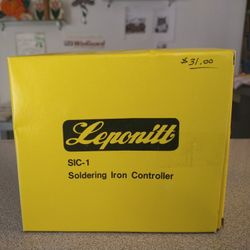 $31.00
Leponitt
SIC-1
Soldering Iron Controller